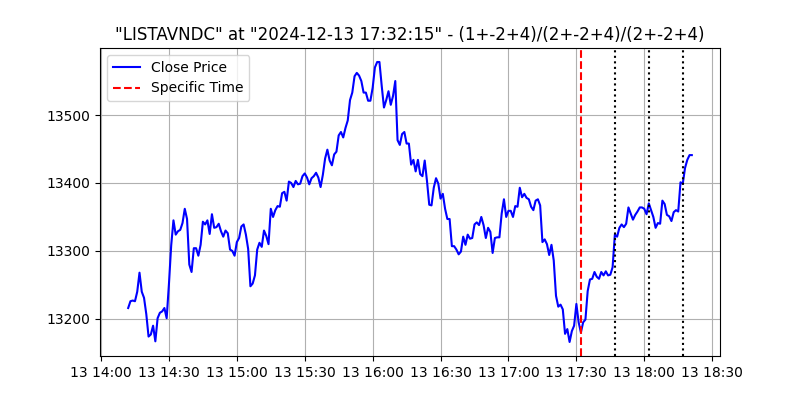 "LISTAVNDC" at "2024-12-13 17:32:15" - (1+-2+4)/(2+-2+4)/(2+-2+4)
Close Price
Specific Time
13500
13400
13300
13200
13 14:00 13 14:30 13 15:00 13 15:30 13 16:00 13 16:30 13 17:00 13 17:30 13 18:00 13 18:30